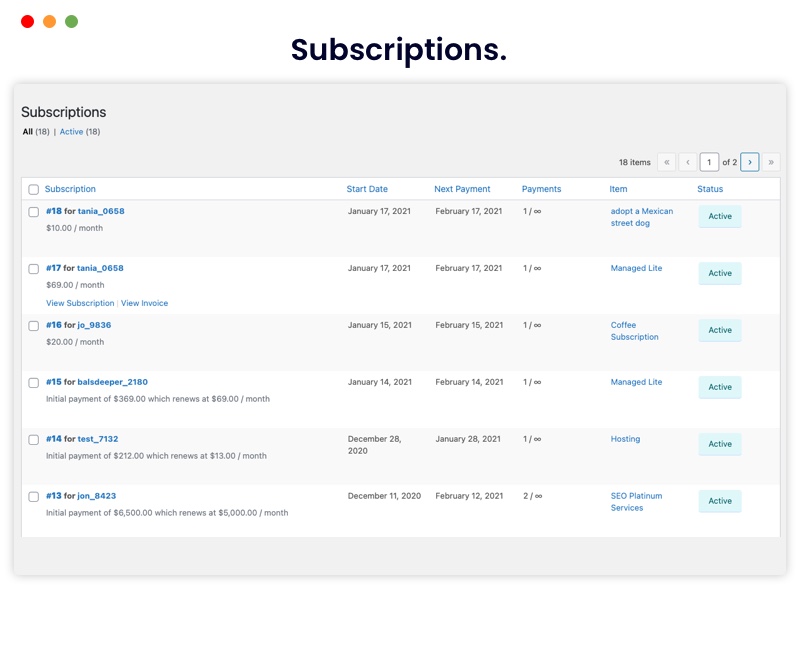 Subscriptions.
Subscriptions
All (18) | Active (18)
18 items « ‹ 1 of 2 › »
Subscription Start Date Next Payment Payments Item Status
#18 for tania_0658 January 17, 2021 February 17, 2021 1 / ∞ adopt a Mexican Active
street dog
$10.00 / month
#17 for tania_0658 January 17, 2021 February 17, 2021 1 / ∞ Managed Lite Active
$69.00 / month
View Subscription | View Invoice
#16 for jo_9836 January 15, 2021 February 15, 2021 1 / ∞ Coffee Active
Subscription
$20.00 / month
#15 for balsdeeper_2180 January 14, 2021 February 14, 2021 1 / ∞ Managed Lite Active
Initial payment of $369.00 which renews at $69.00 / month
#14 for test_7132 December 28, January 28, 2021 1 / ∞ Hosting Active
2020
Initial payment of $212.00 which renews at $13.00 / month
#13 for jon_8423 December 11, 2020 February 12, 2021 2 / ∞ SEO Platinum Active
Services
Initial payment of $6,500.00 which renews at $5,000.00 / month